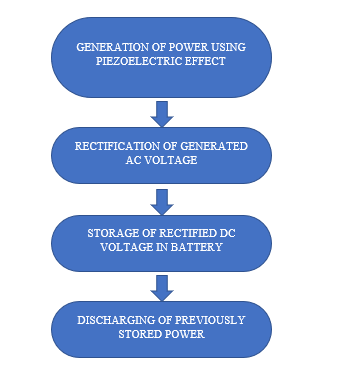 GENERATION OF POWER USING
PIEZOELECTRIC EFFECT
RECTIFICATION OF GENERATED
AC VOLTAGE
STORAGE OF RECTIFIED DC
VOLTAGE IN BATTERY
DISCHARGING OF PREVIOUSLY
STORED POWER